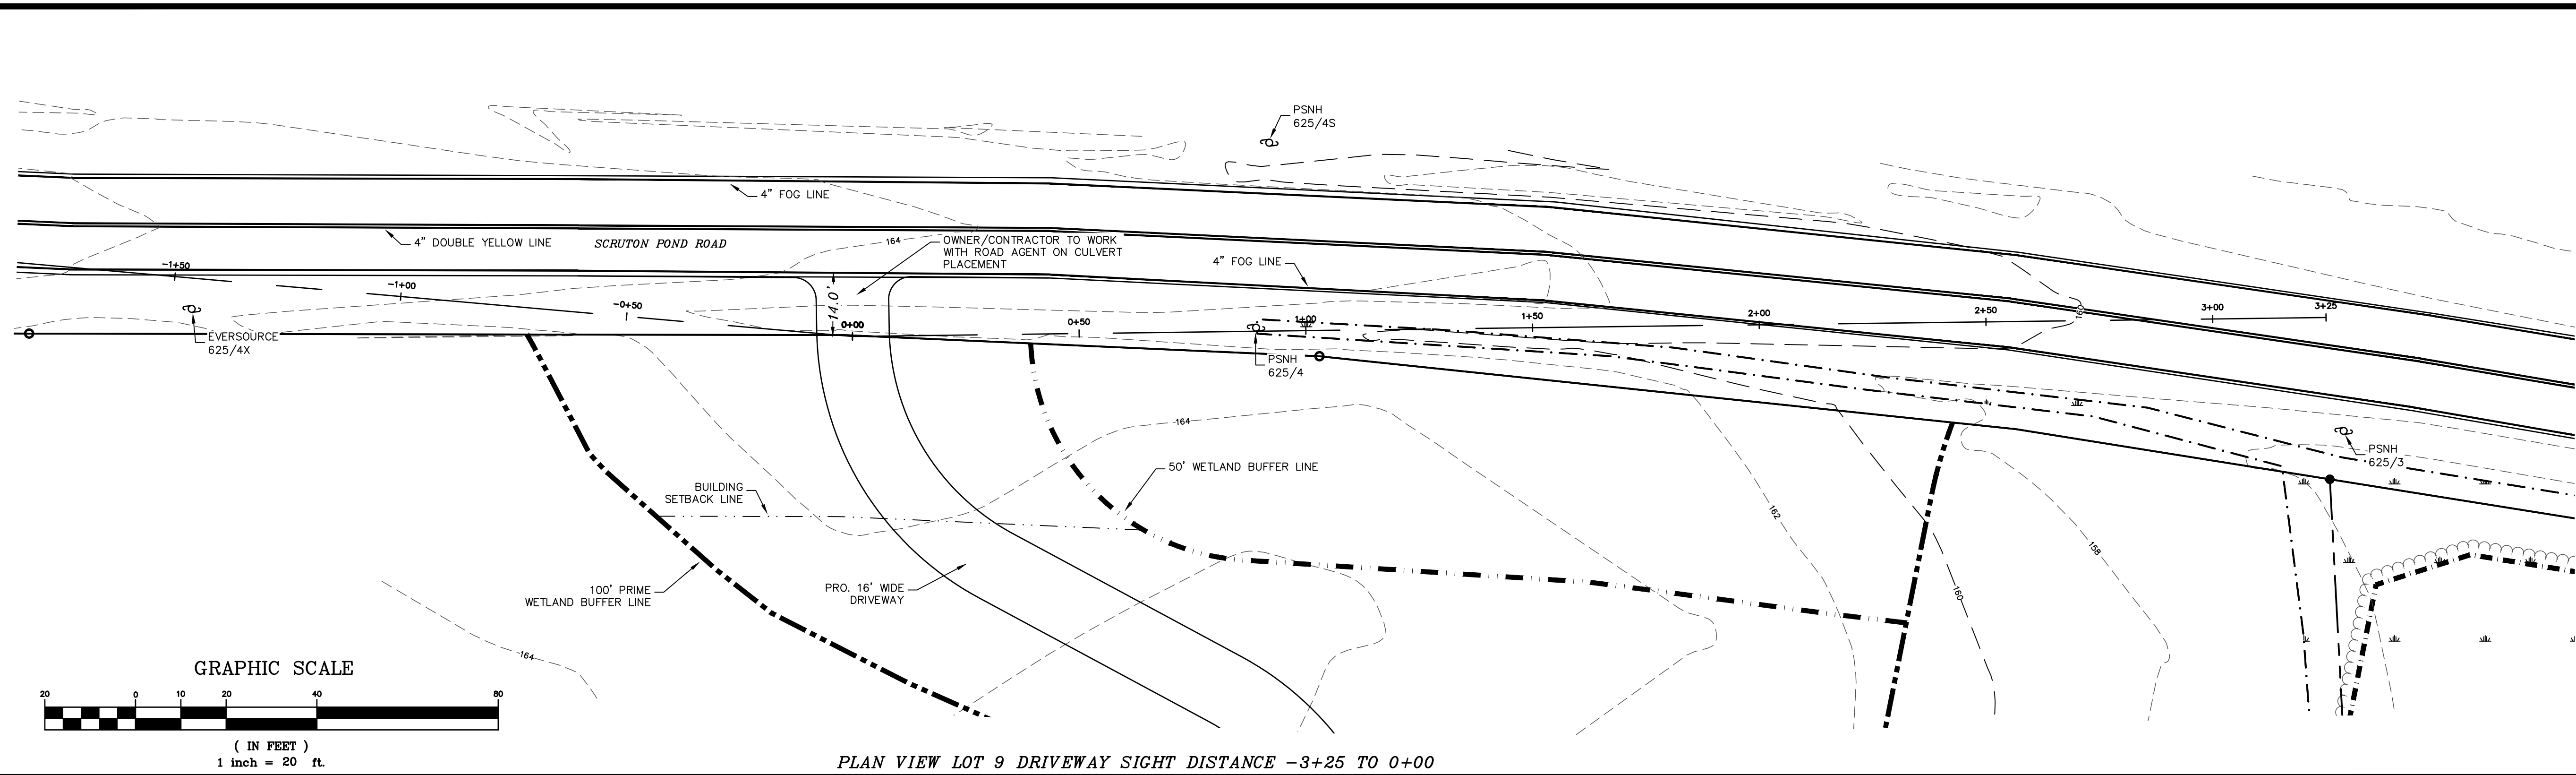 PSNH
625/4S
4" FOG LINE
4" DOUBLE YELLOW LINE
SCRUTON POND ROAD
164
OWNER/CONTRACTOR TO WORK
WITH ROAD AGENT ON CULVERT
PLACEMENT
4" FOG LINE
-1+50
-1+00
-0+50
14.0'
0+00
0+50
1+00
1+50
2+00
2+50
160
3+00
3+25
EVERSOURCE
625/4X
PSNH
625/4
164
PSNH
625/3
50' WETLAND BUFFER LINE
BUILDING
SETBACK LINE
162
158
100' PRIME
WETLAND BUFFER LINE
PRO. 16' WIDE
DRIVEWAY
160
164
GRAPHIC SCALE
20 0 10 20 40 80
( IN FEET )
1 inch = 20 ft.
PLAN VIEW LOT 9 DRIVEWAY SIGHT DISTANCE -3+25 TO 0+00